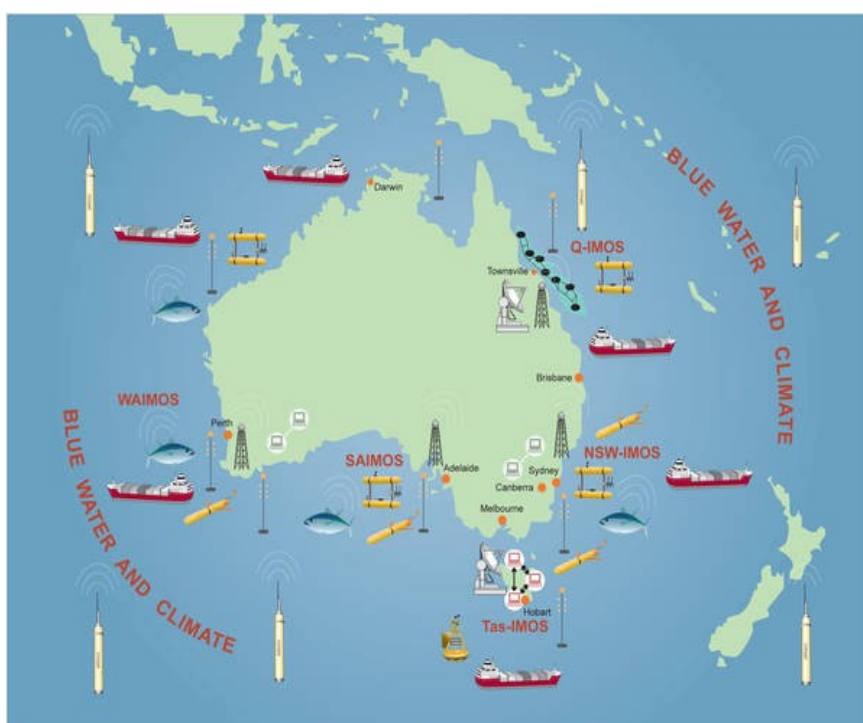 BLUE WATER AND CLIMATE
Darwin
Q-IMOS
Townsville
Brisbane
WAIMOS
Perth
SAIMOS
Adelaide
NSW-IMOS
Sydney
Canberra
Melbourne
BLUE WATER AND CLIMATE
Hobart
Tas-IMOS